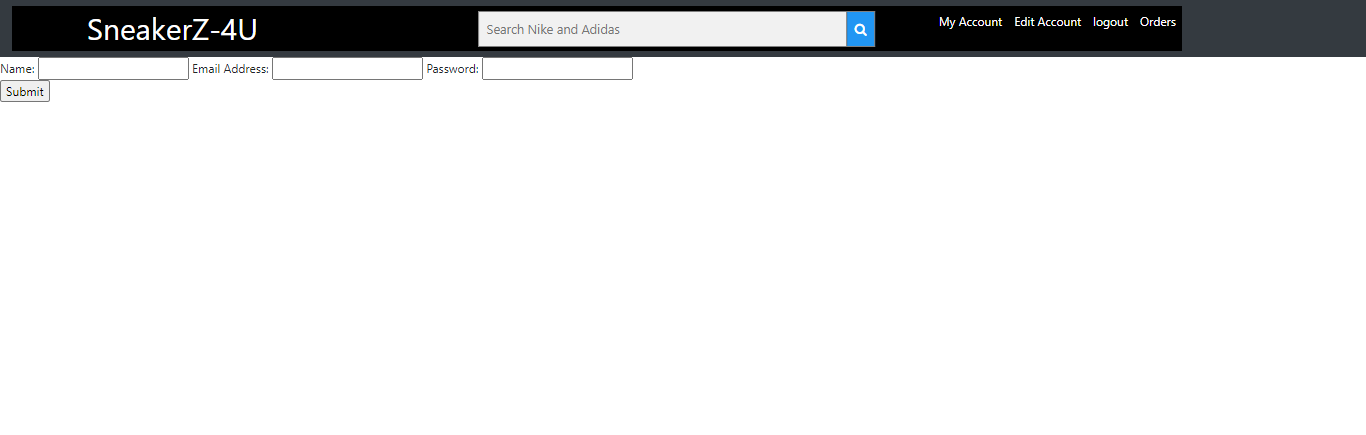 SneakerZ-4U Search Nike and Adidas My Account Edit Account logout Orders
Name: Email Address: Password:
Submit